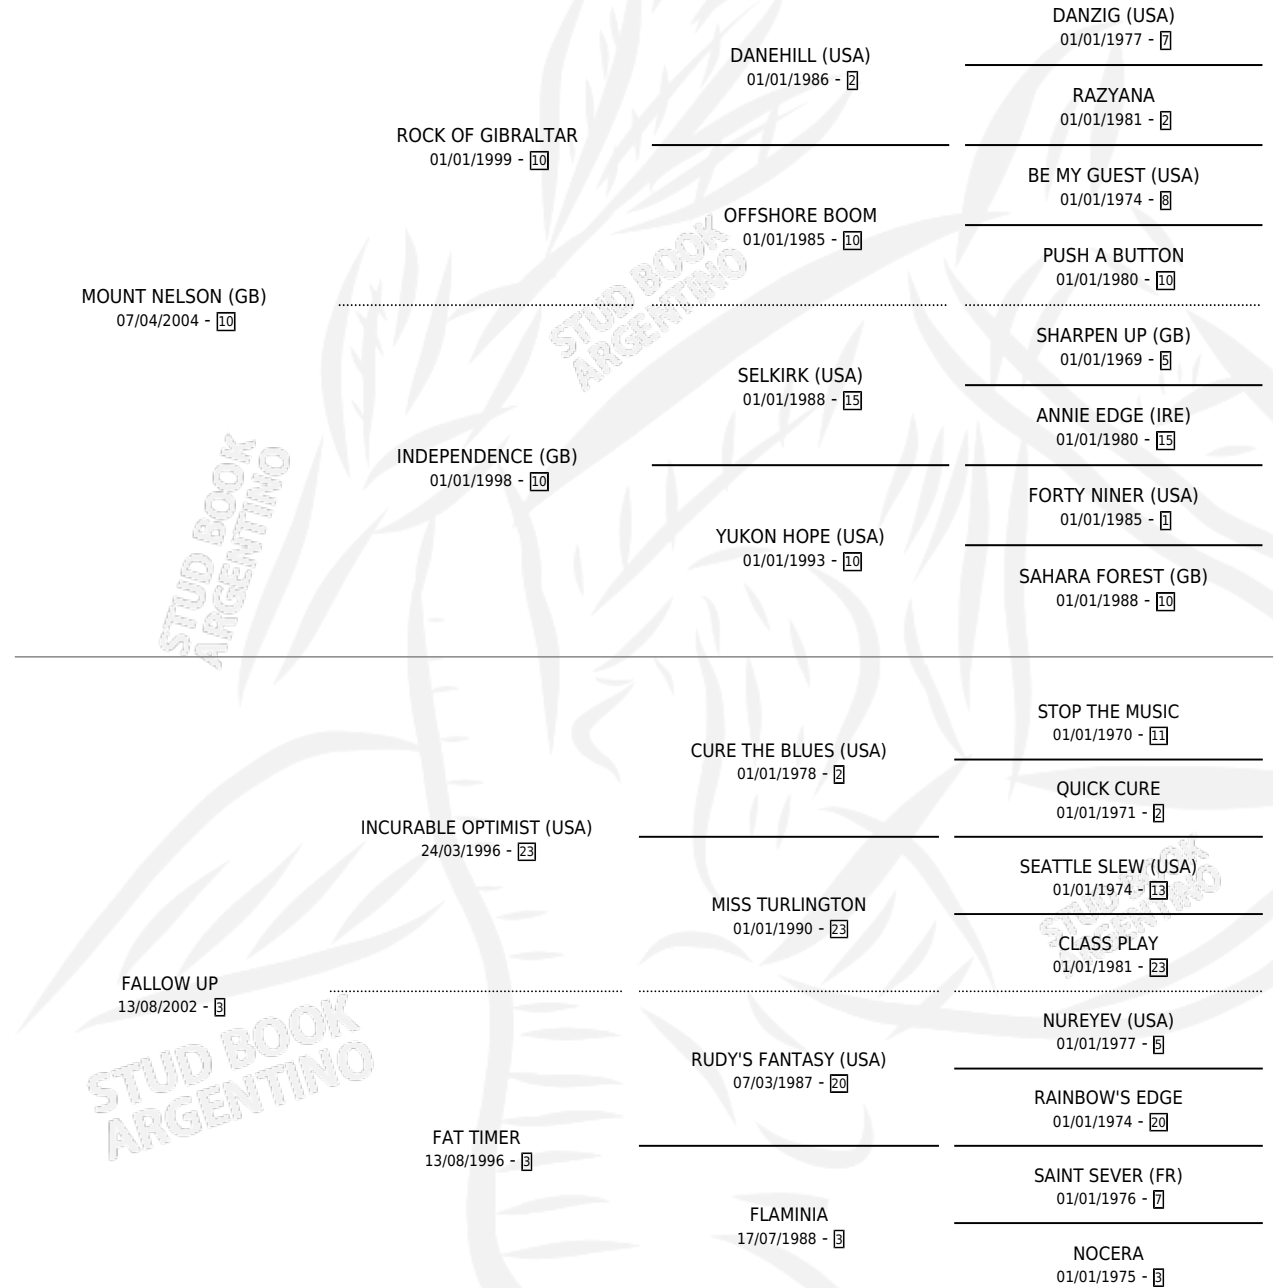 DANZIG (USA)
01/01/1977 - 7
DANEHILL (USA)
01/01/1986 - 2
RAZYANA
01/01/1981 - 2
ROCK OF GIBRALTAR
01/01/1999 - 10
BE MY GUEST (USA)
01/01/1974 - 8
OFFSHORE BOOM
01/01/1985 - 10
PUSH A BUTTON
01/01/1980 - 10
MOUNT NELSON (GB)
07/04/2004 - 10
STUD BOOK
ARGENTINO
SHARPEN UP (GB)
01/01/1969 - 5
SELKIRK (USA)
01/01/1988 - 15
ANNIE EDGE (IRE)
01/01/1980 - 15
INDEPENDENCE (GB)
01/01/1998 - 10
FORTY NINER (USA)
01/01/1985 - 1
YUKON HOPE (USA)
01/01/1993 - 10
SAHARA FOREST (GB)
01/01/1988 - 10
STUD BOOK
ARGENTINO
STOP THE MUSIC
01/01/1970 - 11
CURE THE BLUES (USA)
01/01/1978 - 2
QUICK CURE
01/01/1971 - 2
INCURABLE OPTIMIST (USA)
24/03/1996 - 23
SEATTLE SLEW (USA)
01/01/1974 - 13
MISS TURLINGTON
01/01/1990 - 23
STUD BOOK
ARGENTINO
CLASS PLAY
01/01/1981 - 23
FALLOW UP
13/08/2002 - 3
NUREYEV (USA)
01/01/1977 - 5
RUDY'S FANTASY (USA)
07/03/1987 - 20
STUD BOOK
ARGENTINO
RAINBOW'S EDGE
01/01/1974 - 20
FAT TIMER
13/08/1996 - 3
SAINT SEVER (FR)
01/01/1976 - 7
FLAMINIA
17/07/1988 - 3
NOCERA
01/01/1975 - 3